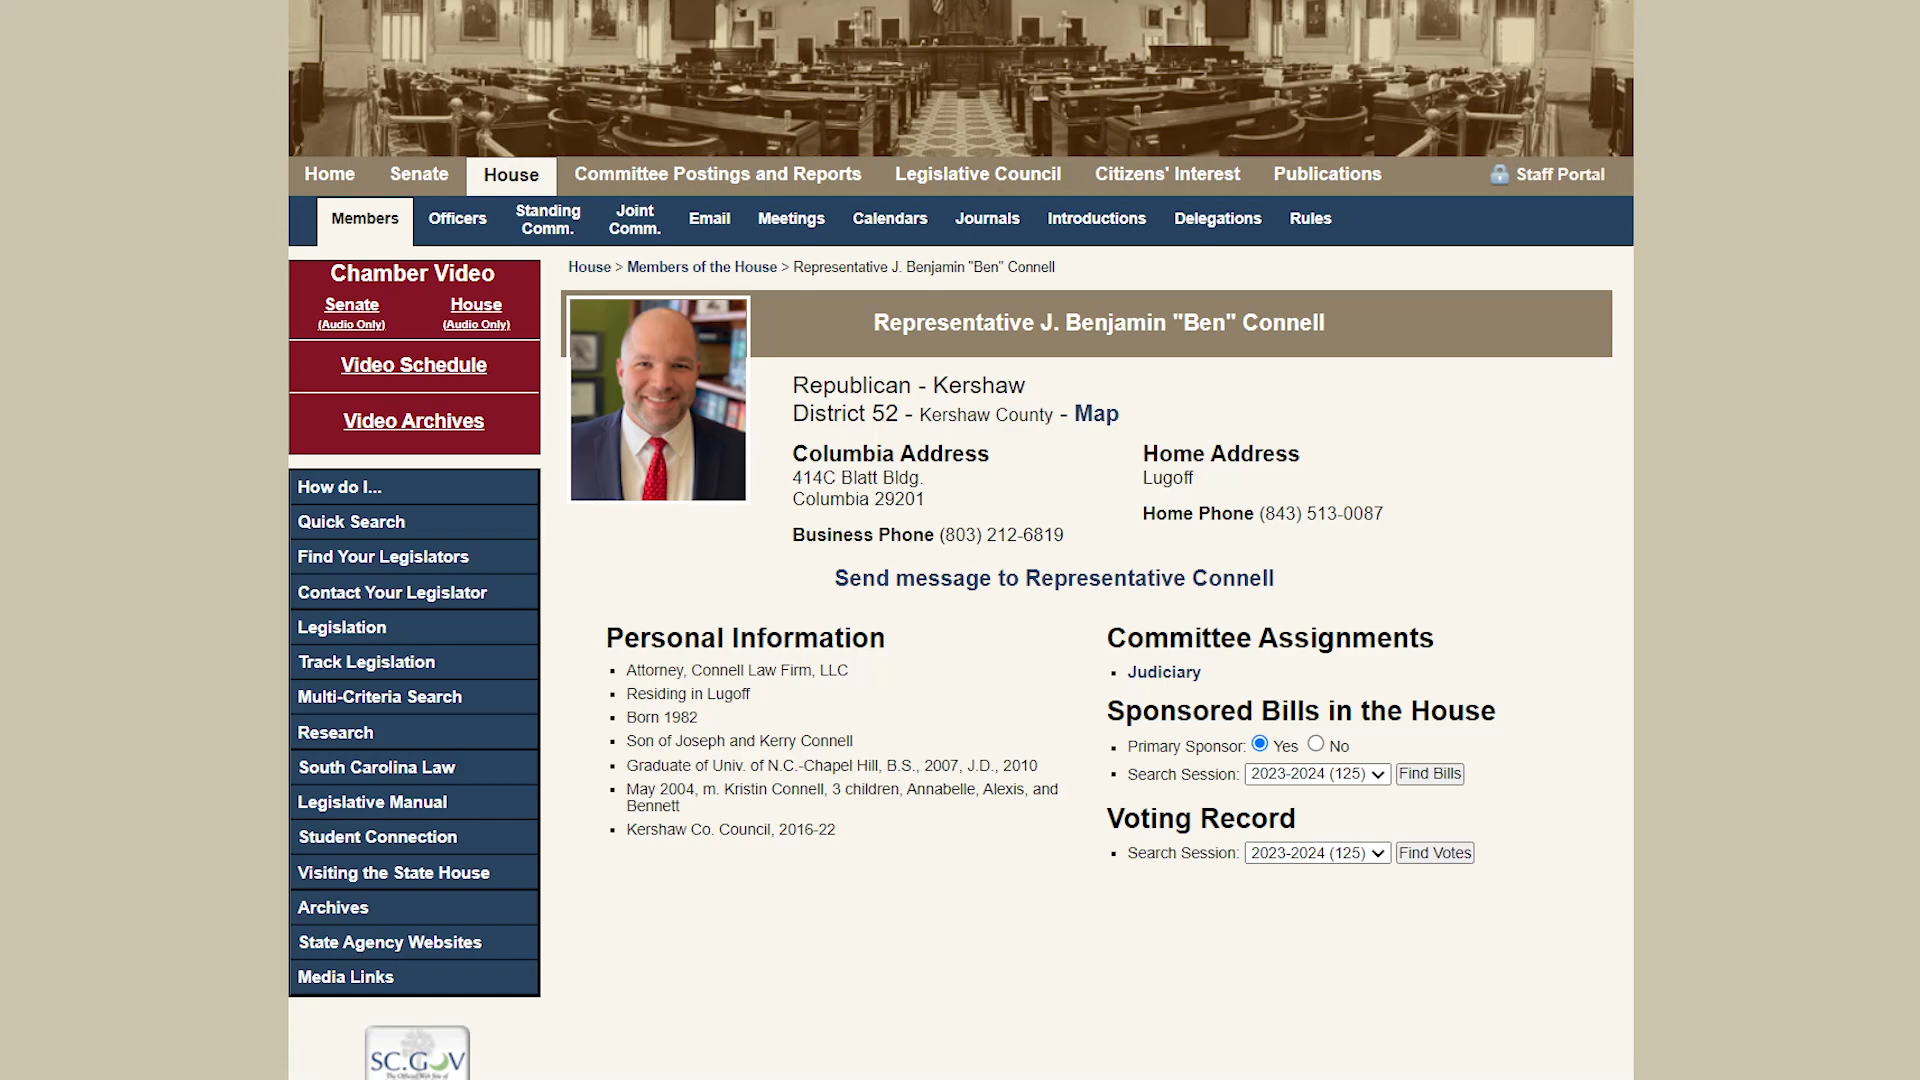 Home Senate House Committee Postings and Reports Legislative Council Citizens' Interest Publications Staff Portal
Members Officers Standing Comm. Joint Comm. Email Meetings Calendars Journals Introductions Delegations Rules
Chamber Video
Senate House
(Audio Only) (Audio Only)
Video Schedule
Video Archives
How do I...
Quick Search
Find Your Legislators
Contact Your Legislator
Legislation
Track Legislation
Multi-Criteria Search
Research
South Carolina Law
Legislative Manual
Student Connection
Visiting the State House
Archives
State Agency Websites
Media Links
SC.GOV
The Official Web Site of
House > Members of the House > Representative J. Benjamin "Ben" Connell
Representative J. Benjamin "Ben" Connell
Republican - Kershaw
District 52 - Kershaw County - Map
Columbia Address
414C Blatt Bldg.
Columbia 29201
Business Phone (803) 212-6819
Home Address
Lugoff
Home Phone (843) 513-0087
Send message to Representative Connell
Personal Information
Attorney, Connell Law Firm, LLC
Residing in Lugoff
Born 1982
Son of Joseph and Kerry Connell
Graduate of Univ. of N.C.-Chapel Hill, B.S., 2007, J.D., 2010
May 2004, m. Kristin Connell, 3 children, Annabelle, Alexis, and
Bennett
Kershaw Co. Council, 2016-22
Committee Assignments
Judiciary
Sponsored Bills in the House
Primary Sponsor: Yes No
Search Session: 2023-2024 (125) Find Bills
Voting Record
Search Session: 2023-2024 (125) Find Votes